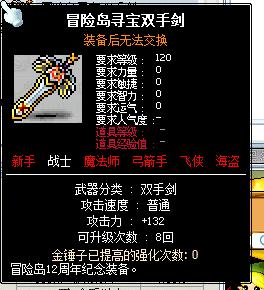 冒险岛寻宝双手剑
装备后无法交换
要求等级: 120
要求力量: 0
要求敏捷: 0
要求智力: 0
要求运气: 0
要求人气度: -
道具等级: -
道具经验值: -
新手 战士 魔法师 弓箭手 飞侠 海盗
武器分类 : 双手剑
攻击速度 : 普通
攻击力 : +132
可升级次数 : 8回
金锤子已提高的强化次数: 0
冒险岛12周年纪念装备。